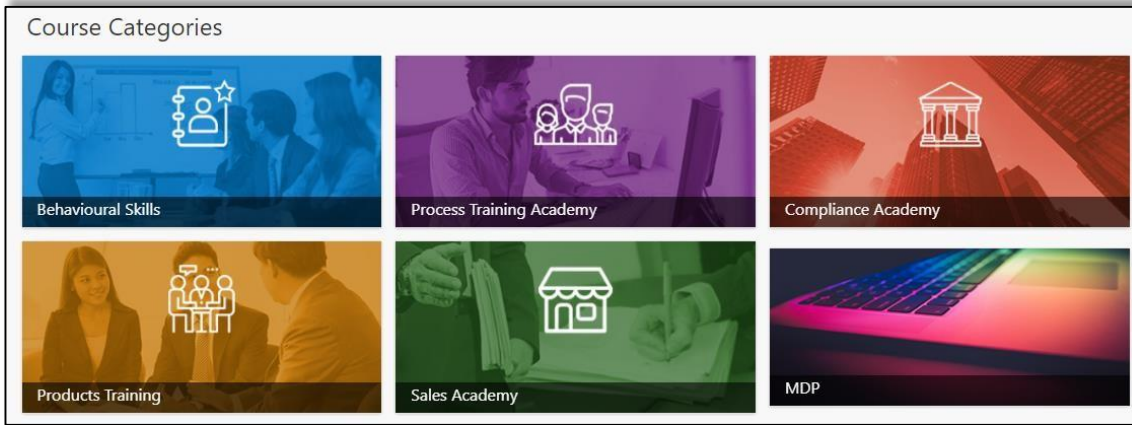 Course Categories
Behavioural Skills
Process Training Academy
Compliance Academy
Products Training
Sales Academy
MDP